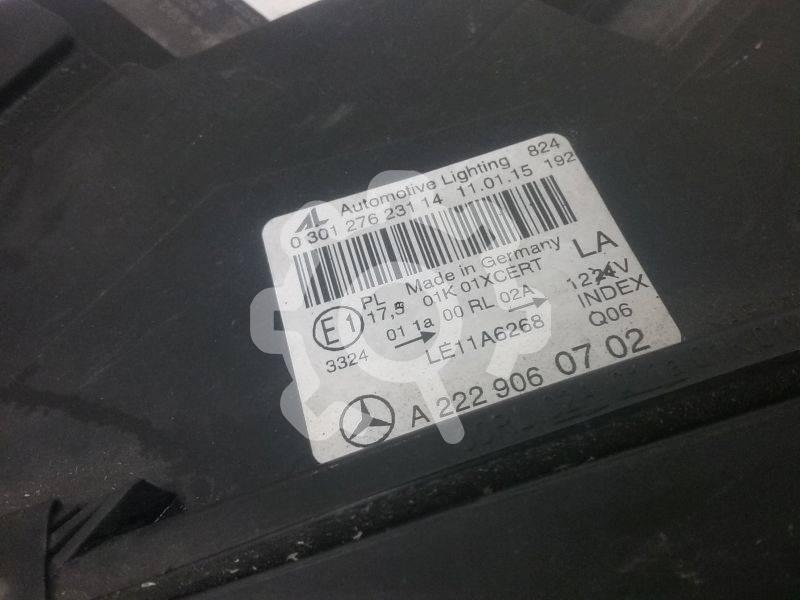 AL Automotive Lighting 824
0 301 276 231 14 11.01.15 192
Made in Germany LA
PL 01K 01XCERT
E1 17,5 12 24V
01 1a 00 RL 02A INDEX
3324 LE11A6268 Q06
A 222 906 07 02